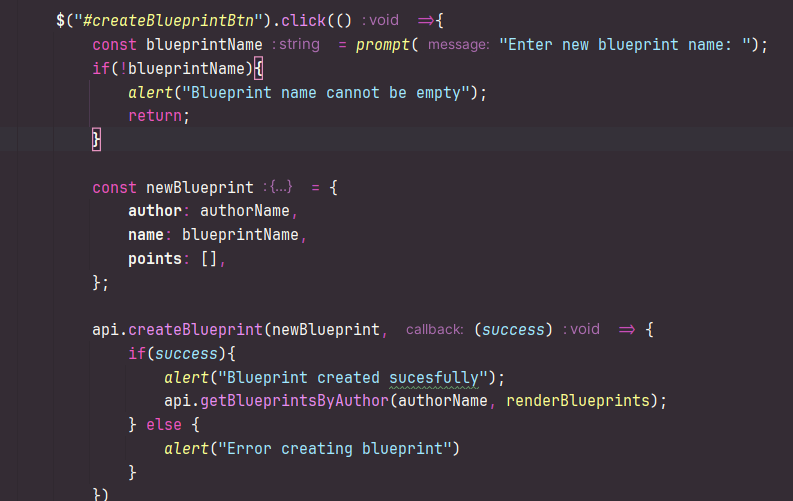 $("#createBlueprintBtn").click(() :void =>{
const blueprintName :string = prompt( message: "Enter new blueprint name: ");
if(!blueprintName){
alert("Blueprint name cannot be empty");
return;
}
const newBlueprint :{...} = {
author: authorName,
name: blueprintName,
points: [],
};
api.createBlueprint(newBlueprint, callback: (success) :void => {
if(success){
alert("Blueprint created sucesfully");
api.getBlueprintsByAuthor(authorName, renderBlueprints);
} else {
alert("Error creating blueprint")
}
})